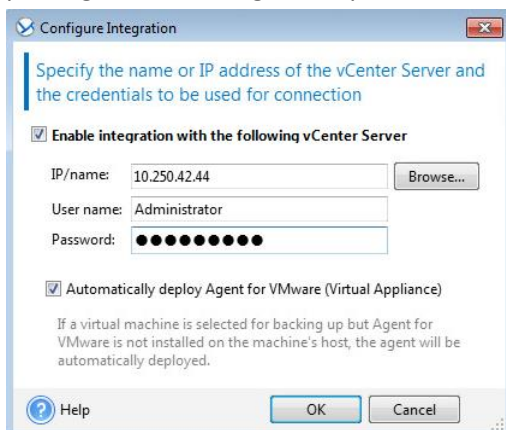 Configure Integration
Specify the name or IP address of the vCenter Server and
the credentials to be used for connection
Enable integration with the following vCenter Server
IP/name: 10.250.42.44 Browse...
User name: Administrator
Password: ●●●●●●●●●
Automatically deploy Agent for VMware (Virtual Appliance)
If a virtual machine is selected for backing up but Agent for
VMware is not installed on the machine's host, the agent will be
automatically deployed.
Help OK Cancel